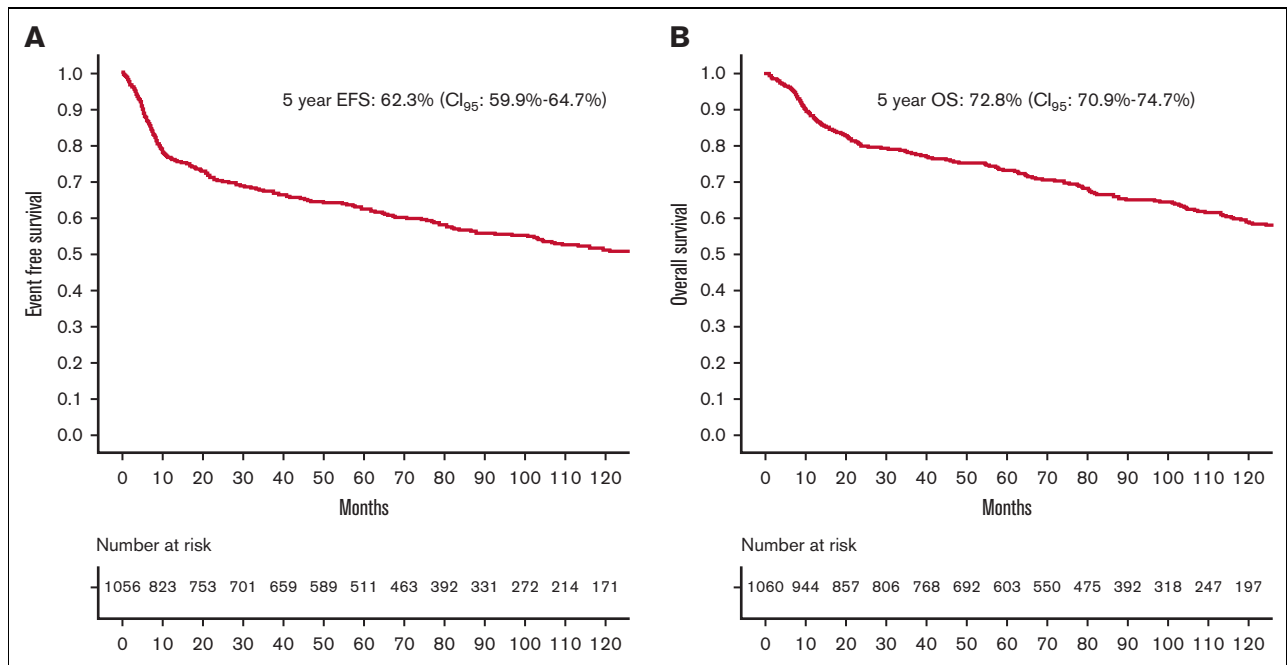 A
1.0
0.9
0.8
0.7
0.6
0.5
0.4
0.3
0.2
0.1
0.0
Event free survival
5 year EFS: 62.3% (CI95: 59.9%-64.7%)
0 10 20 30 40 50 60 70 80 90 100 110 120
Months
Number at risk
1056 823 753 701 659 589 511 463 392 331 272 214 171
0 10 20 30 40 50 60 70 80 90 100 110 120
B
1.0
0.9
0.8
0.7
0.6
0.5
0.4
0.3
0.2
0.1
0.0
Overall survival
5 year OS: 72.8% (CI95: 70.9%-74.7%)
0 10 20 30 40 50 60 70 80 90 100 110 120
Months
Number at risk
1060 944 857 806 768 692 603 550 475 392 318 247 197
0 10 20 30 40 50 60 70 80 90 100 110 120